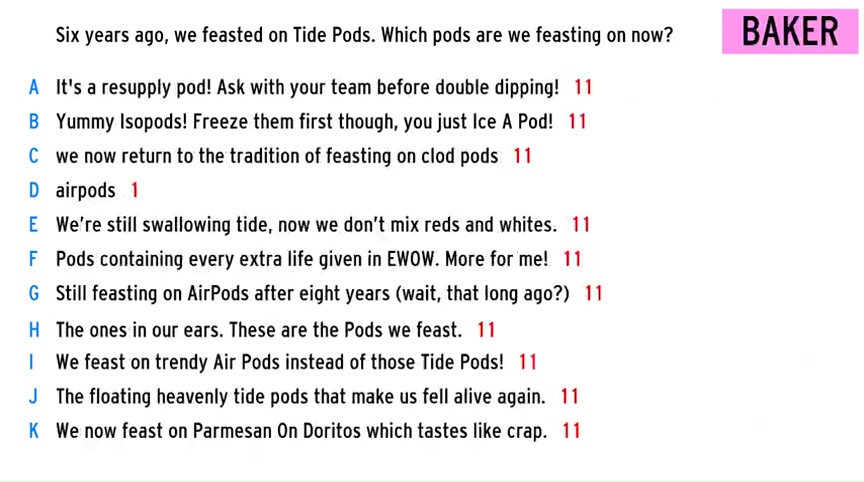 Six years ago, we feasted on Tide Pods. Which pods are we feasting on now?
BAKER
A It's a resupply pod! Ask with your team before double dipping! 11
B Yummy Isopods! Freeze them first though, you just Ice A Pod! 11
C we now return to the tradition of feasting on clod pods 11
D airpods 1
E We're still swallowing tide, now we don't mix reds and whites. 11
F Pods containing every extra life given in EWOW. More for me! 11
G Still feasting on AirPods after eight years (wait, that long ago?) 11
H The ones in our ears. These are the Pods we feast. 11
I We feast on trendy Air Pods instead of those Tide Pods! 11
J The floating heavenly tide pods that make us fell alive again. 11
K We now feast on Parmesan On Doritos which tastes like crap. 11